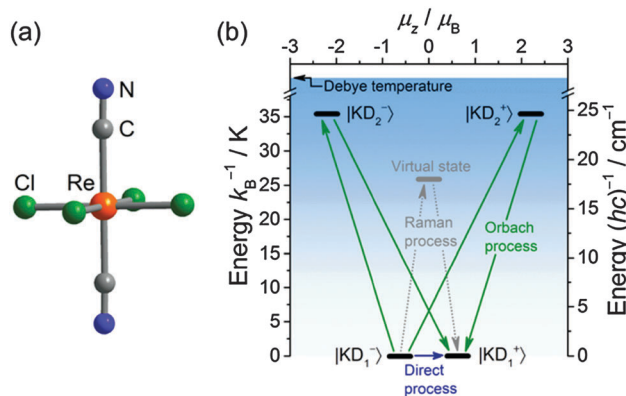 (a)
N
C
Cl
Re
(b)
μz / μB
-3 -2 -1 0 1 2 3
Debye temperature
|KD2⁻⟩
|KD2⁺⟩
Virtual state
Raman
process
Orbach
process
|KD1⁻⟩
|KD1⁺⟩
Direct
process
Energy kB⁻¹ / K
35
30
25
20
15
10
5
0
Energy (hc)⁻¹ / cm⁻¹
25
20
15
10
5
0